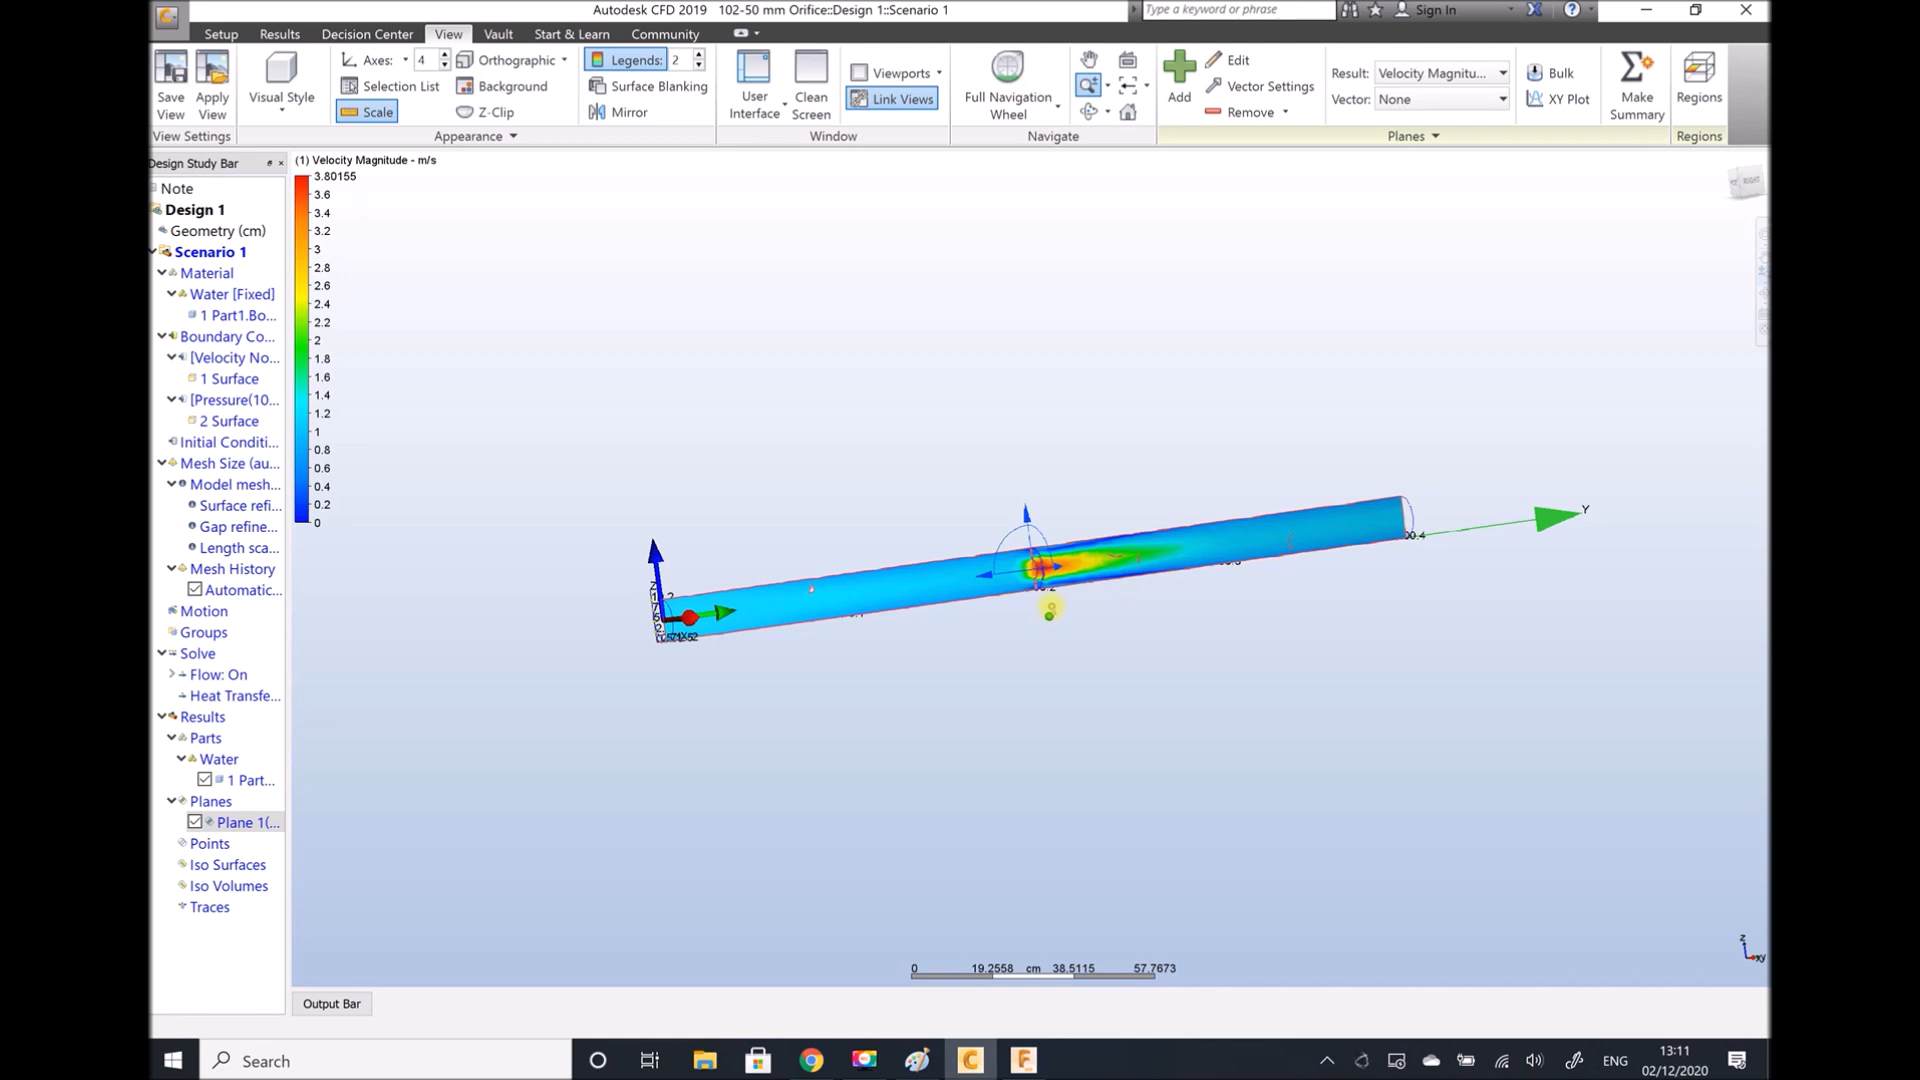 Autodesk CFD 2019 102-50 mm Orifice::Design 1::Scenario 1
Type a keyword or phrase
Sign In
Setup Results Decision Center View Vault Start & Learn Community
Save View
Apply View
Visual Style
Axes: 4
Selection List
Scale
Orthographic
Background
Z-Clip
Legends: 2
Surface Blanking
Mirror
User Interface
Clean Screen
Viewports
Link Views
Full Navigation Wheel
Add
Edit
Vector Settings
Remove
Result: Velocity Magnitu...
Vector: None
Bulk
XY Plot
Make Summary
Regions
View Settings
Appearance
Window
Navigate
Planes
Regions
Design Study Bar
Note
Design 1
Geometry (cm)
Scenario 1
Material
Water [Fixed]
1 Part1.Bo...
Boundary Co...
[Velocity No...
1 Surface
[Pressure(10...
2 Surface
Initial Conditi...
Mesh Size (au...
Model mesh...
Surface refi...
Gap refine...
Length sca...
Mesh History
Automatic...
Motion
Groups
Solve
Flow: On
Heat Transfe...
Results
Parts
Water
1 Part...
Planes
Plane 1(...
Points
Iso Surfaces
Iso Volumes
Traces
(1) Velocity Magnitude - m/s
3.80155
3.6
3.4
3.2
3
2.8
2.6
2.4
2.2
2
1.8
1.6
1.4
1.2
1
0.8
0.6
0.4
0.2
0
RIGHT
Y
Z
0 19.2558 cm 38.5115 57.7673
Output Bar
Search
ENG
13:11
02/12/2020